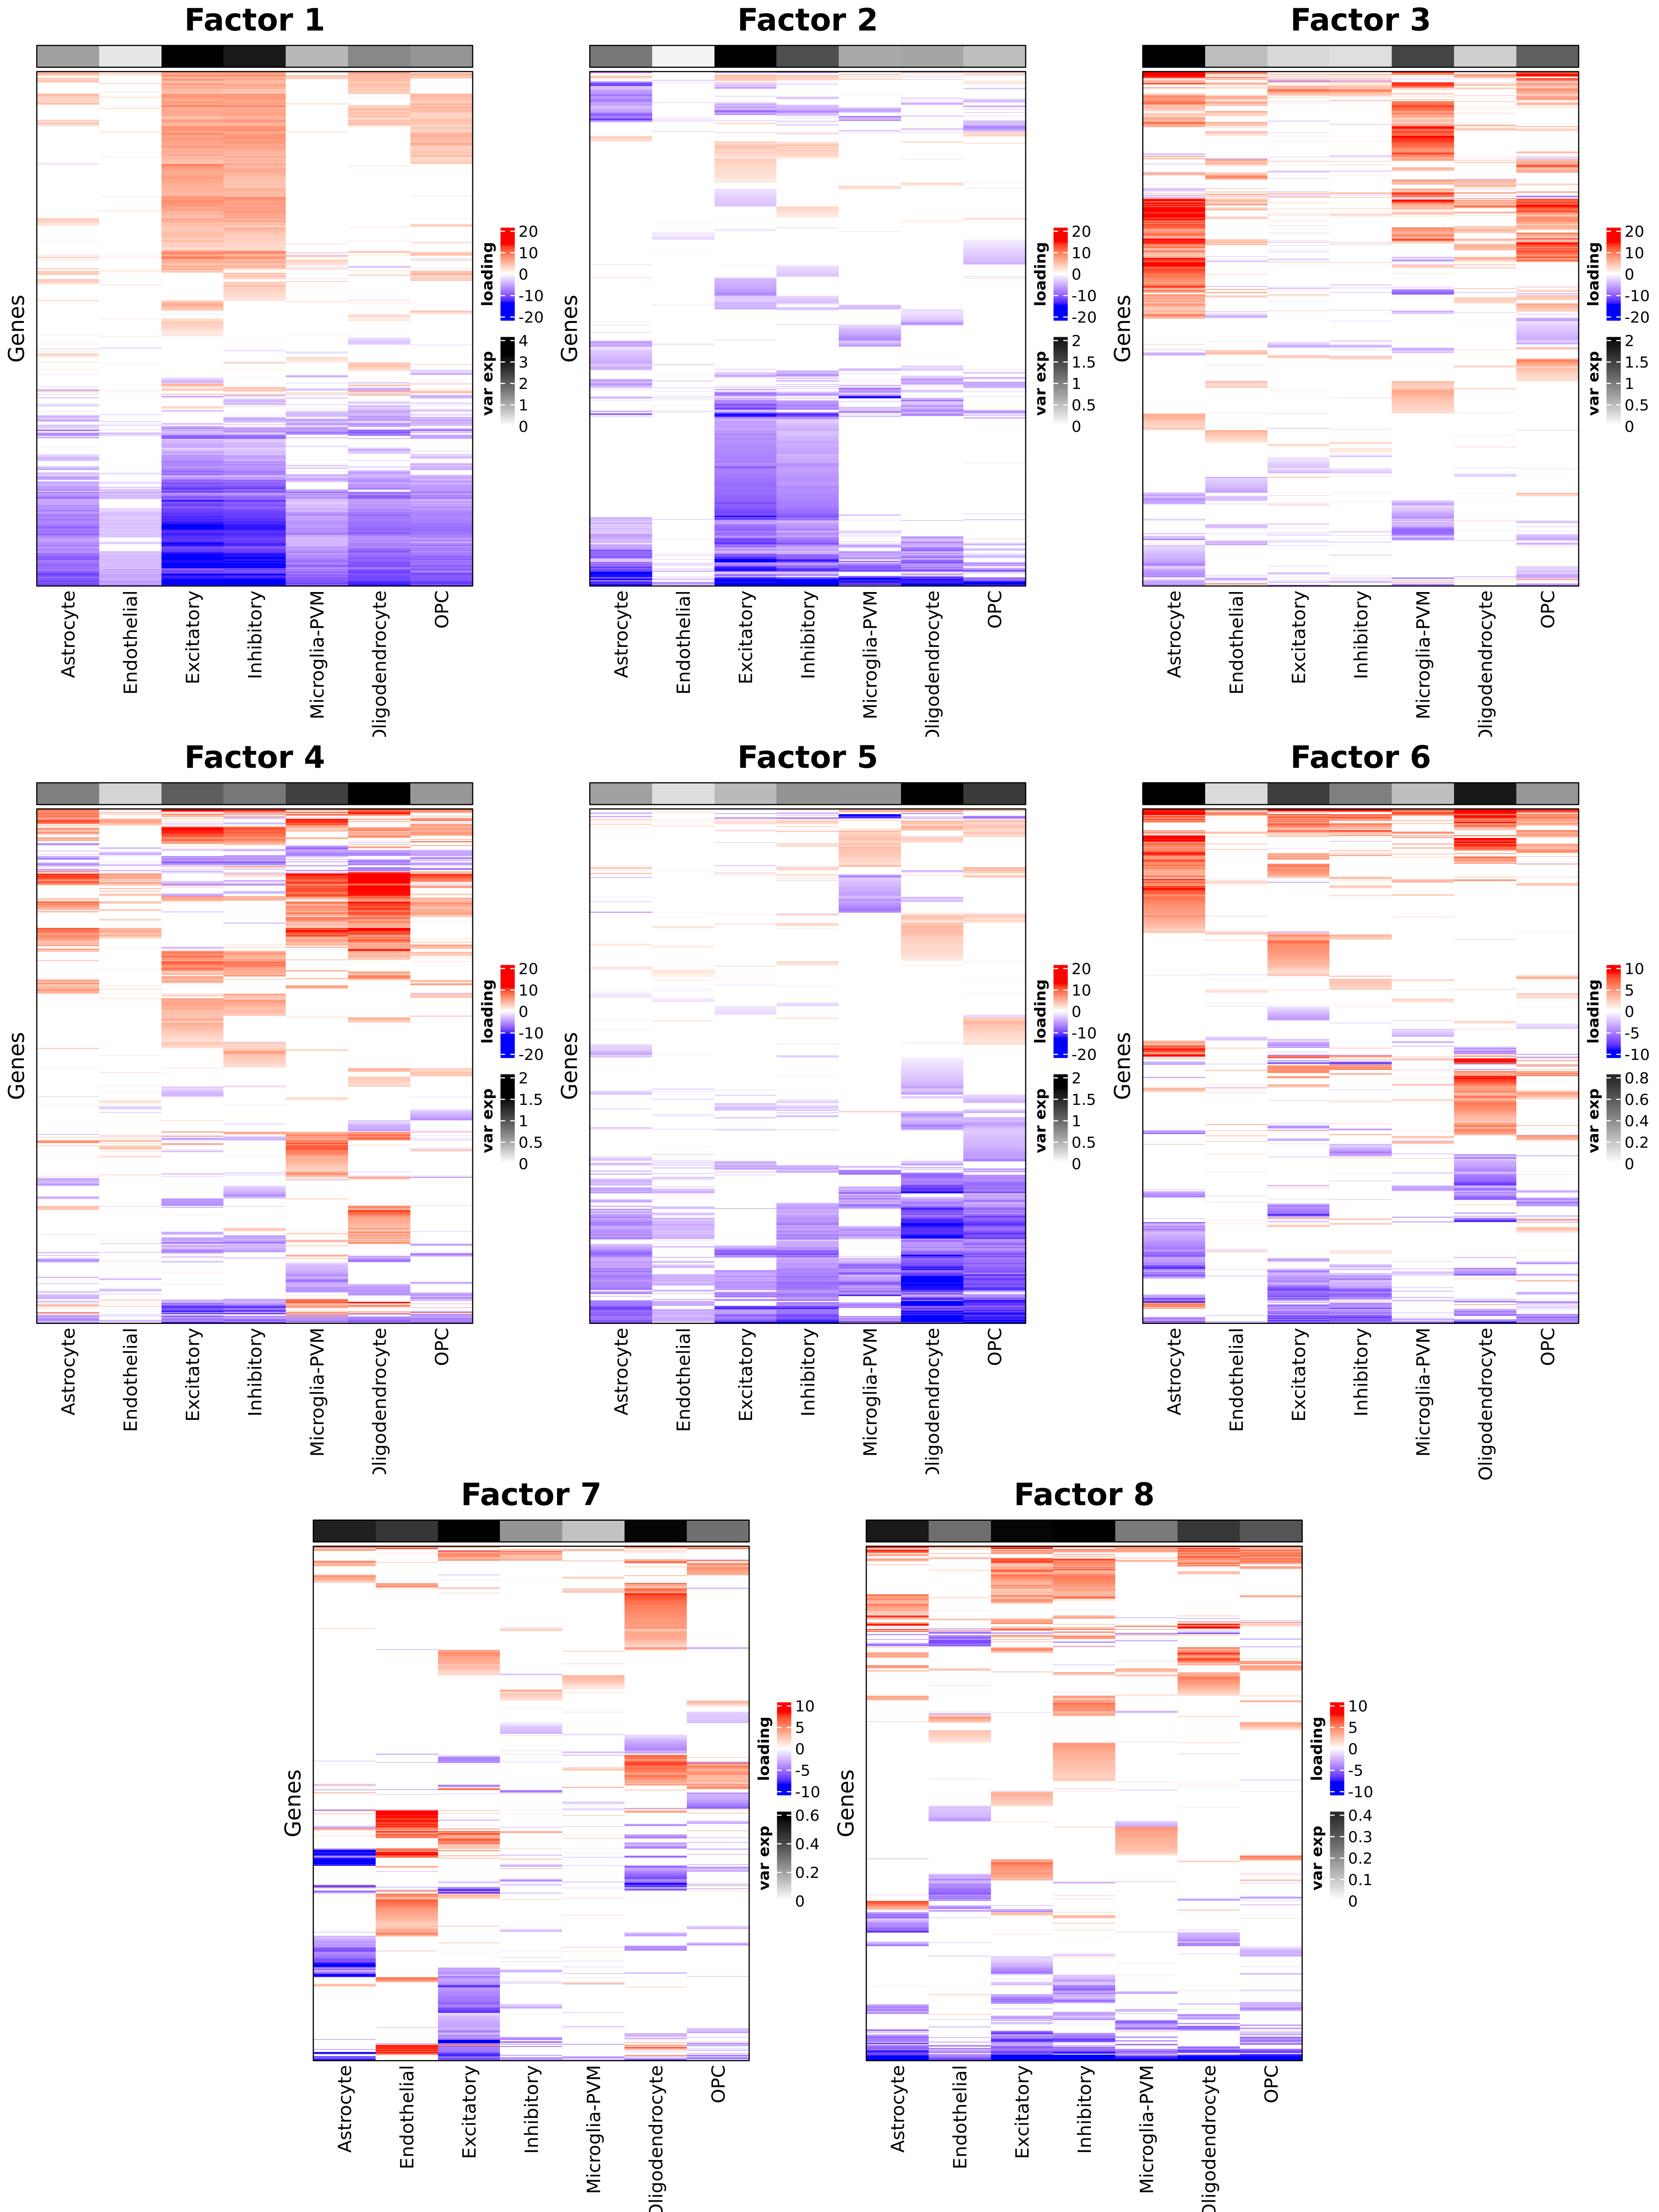 Factor 1
Genes
loading
20
10
0
-10
-20
var exp
4
3
2
1
0
Astrocyte
Endothelial
Excitatory
Inhibitory
Microglia-PVM
Oligodendrocyte
OPC
Factor 2
Genes
loading
20
10
0
-10
-20
var exp
2
1.5
1
0.5
0
Astrocyte
Endothelial
Excitatory
Inhibitory
Microglia-PVM
Oligodendrocyte
OPC
Factor 3
Genes
loading
20
10
0
-10
-20
var exp
2
1.5
1
0.5
0
Astrocyte
Endothelial
Excitatory
Inhibitory
Microglia-PVM
Oligodendrocyte
OPC
Factor 4
Genes
loading
20
10
0
-10
-20
var exp
2
1.5
1
0.5
0
Astrocyte
Endothelial
Excitatory
Inhibitory
Microglia-PVM
Oligodendrocyte
OPC
Factor 5
Genes
loading
20
10
0
-10
-20
var exp
2
1.5
1
0.5
0
Astrocyte
Endothelial
Excitatory
Inhibitory
Microglia-PVM
Oligodendrocyte
OPC
Factor 6
Genes
loading
10
5
0
-5
-10
var exp
0.8
0.6
0.4
0.2
0
Astrocyte
Endothelial
Excitatory
Inhibitory
Microglia-PVM
Oligodendrocyte
OPC
Factor 7
Genes
loading
10
5
0
-5
-10
var exp
0.6
0.4
0.2
0
Astrocyte
Endothelial
Excitatory
Inhibitory
Microglia-PVM
Oligodendrocyte
OPC
Factor 8
Genes
loading
10
5
0
-5
-10
var exp
0.4
0.3
0.2
0.1
0
Astrocyte
Endothelial
Excitatory
Inhibitory
Microglia-PVM
Oligodendrocyte
OPC